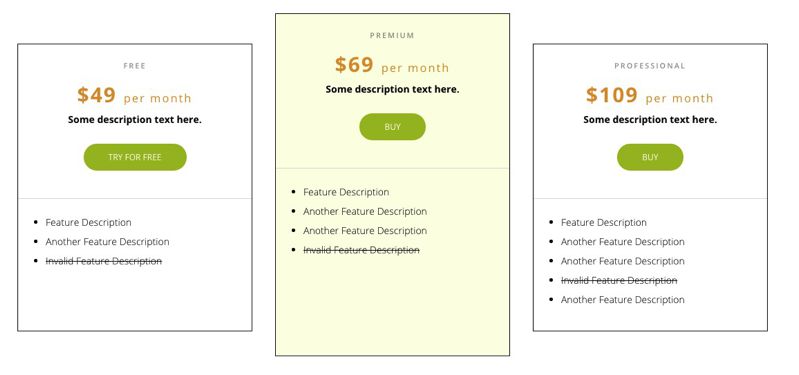 FREE
$49 per month
Some description text here.
TRY FOR FREE
Feature Description
Another Feature Description
Invalid Feature Description
PREMIUM
$69 per month
Some description text here.
BUY
Feature Description
Another Feature Description
Another Feature Description
Invalid Feature Description
PROFESSIONAL
$109 per month
Some description text here.
BUY
Feature Description
Another Feature Description
Another Feature Description
Invalid Feature Description
Another Feature Description